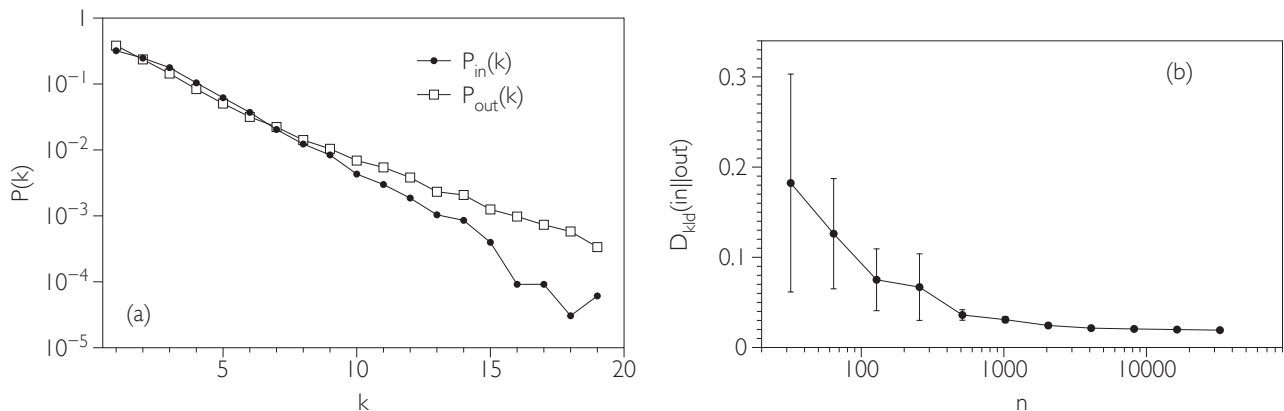 1
10⁻¹
10⁻²
10⁻³
10⁻⁴
10⁻⁵
P(k)
P_in(k)
P_out(k)
(a)
5 10 15 20
k
0.3
0.2
0.1
0
D_kld(in||out)
(b)
100 1000 10000
n